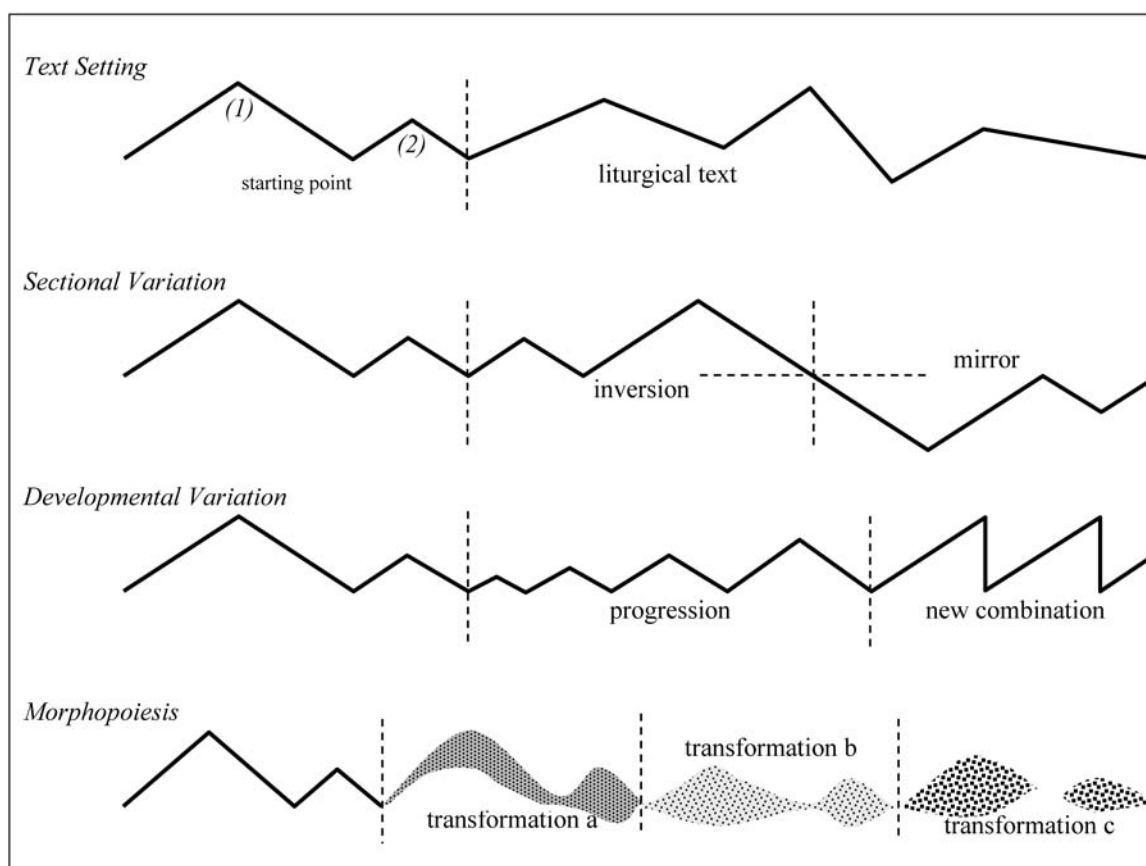 Text Setting
(1)
(2)
starting point
liturgical text
Sectional Variation
inversion
mirror
Developmental Variation
progression
new combination
Morphopoiesis
transformation a
transformation b
transformation c